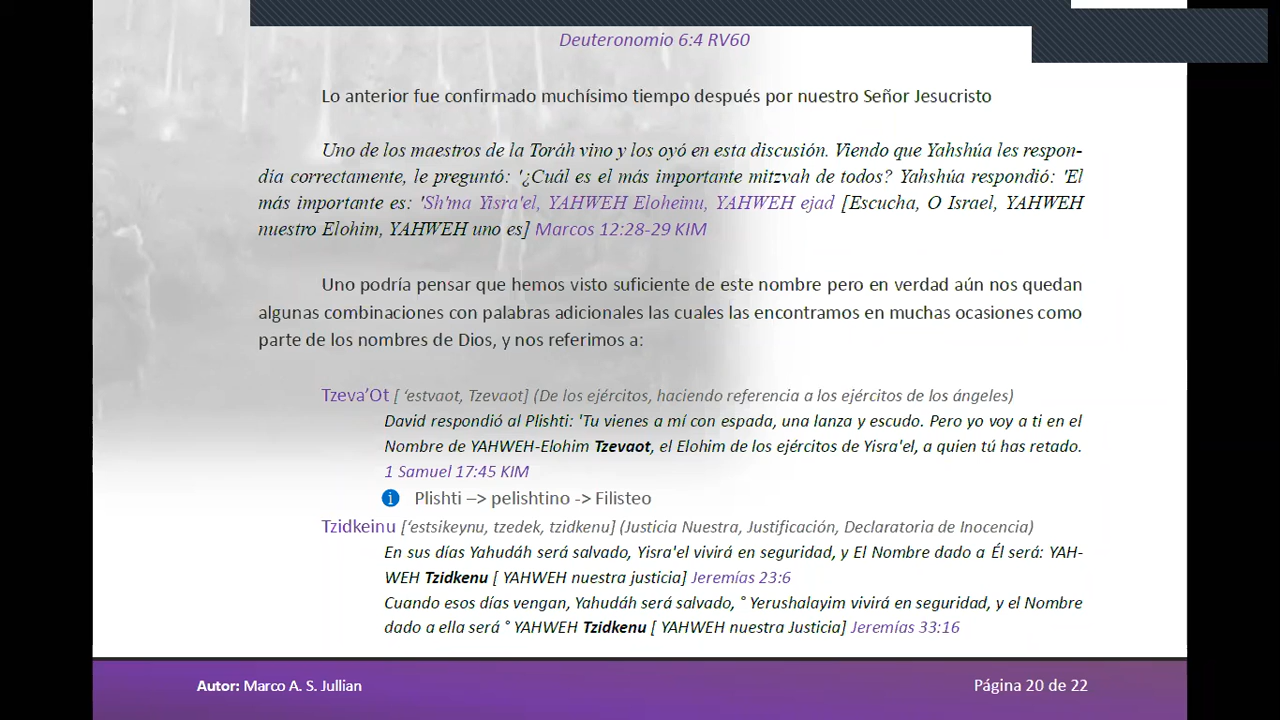 Deuteronomio 6:4 RV60
Lo anterior fue confirmado muchísimo tiempo después por nuestro Señor Jesucristo
Uno de los maestros de la Toráh vino y los oyó en esta discusión. Viendo que Yahshúa les respon-
día correctamente, le preguntó: '¿Cuál es el más importante mitzvah de todos? Yahshúa respondió: 'El
más importante es: 'Sh'ma Yisra'el, YAHWEH Eloheinu, YAHWEH ejad [Escucha, O Israel, YAHWEH
nuestro Elohim, YAHWEH uno es] Marcos 12:28-29 KIM
Uno podría pensar que hemos visto suficiente de este nombre pero en verdad aún nos quedan
algunas combinaciones con palabras adicionales las cuales las encontramos en muchas ocasiones como
parte de los nombres de Dios, y nos referimos a:
Tzeva’Ot [ ‘estvaot, Tzevaot] (De los ejércitos, haciendo referencia a los ejércitos de los ángeles)
David respondió al Plishti: 'Tu vienes a mí con espada, una lanza y escudo. Pero yo voy a ti en el
Nombre de YAHWEH-Elohim Tzevaot, el Elohim de los ejércitos de Yisra'el, a quien tú has retado.
1 Samuel 17:45 KIM
i Plishti –> pelishtino -> Filisteo
Tzidkeinu [‘estsikeynu, tzedek, tzidkenu] (Justicia Nuestra, Justificación, Declaratoria de Inocencia)
En sus días Yahudáh será salvado, Yisra'el vivirá en seguridad, y El Nombre dado a Él será: YAH-
WEH Tzidkenu [ YAHWEH nuestra justicia] Jeremías 23:6
Cuando esos días vengan, Yahudáh será salvado, ° Yerushalayim vivirá en seguridad, y el Nombre
dado a ella será ° YAHWEH Tzidkenu [ YAHWEH nuestra Justicia] Jeremías 33:16
Autor: Marco A. S. Jullian
Página 20 de 22